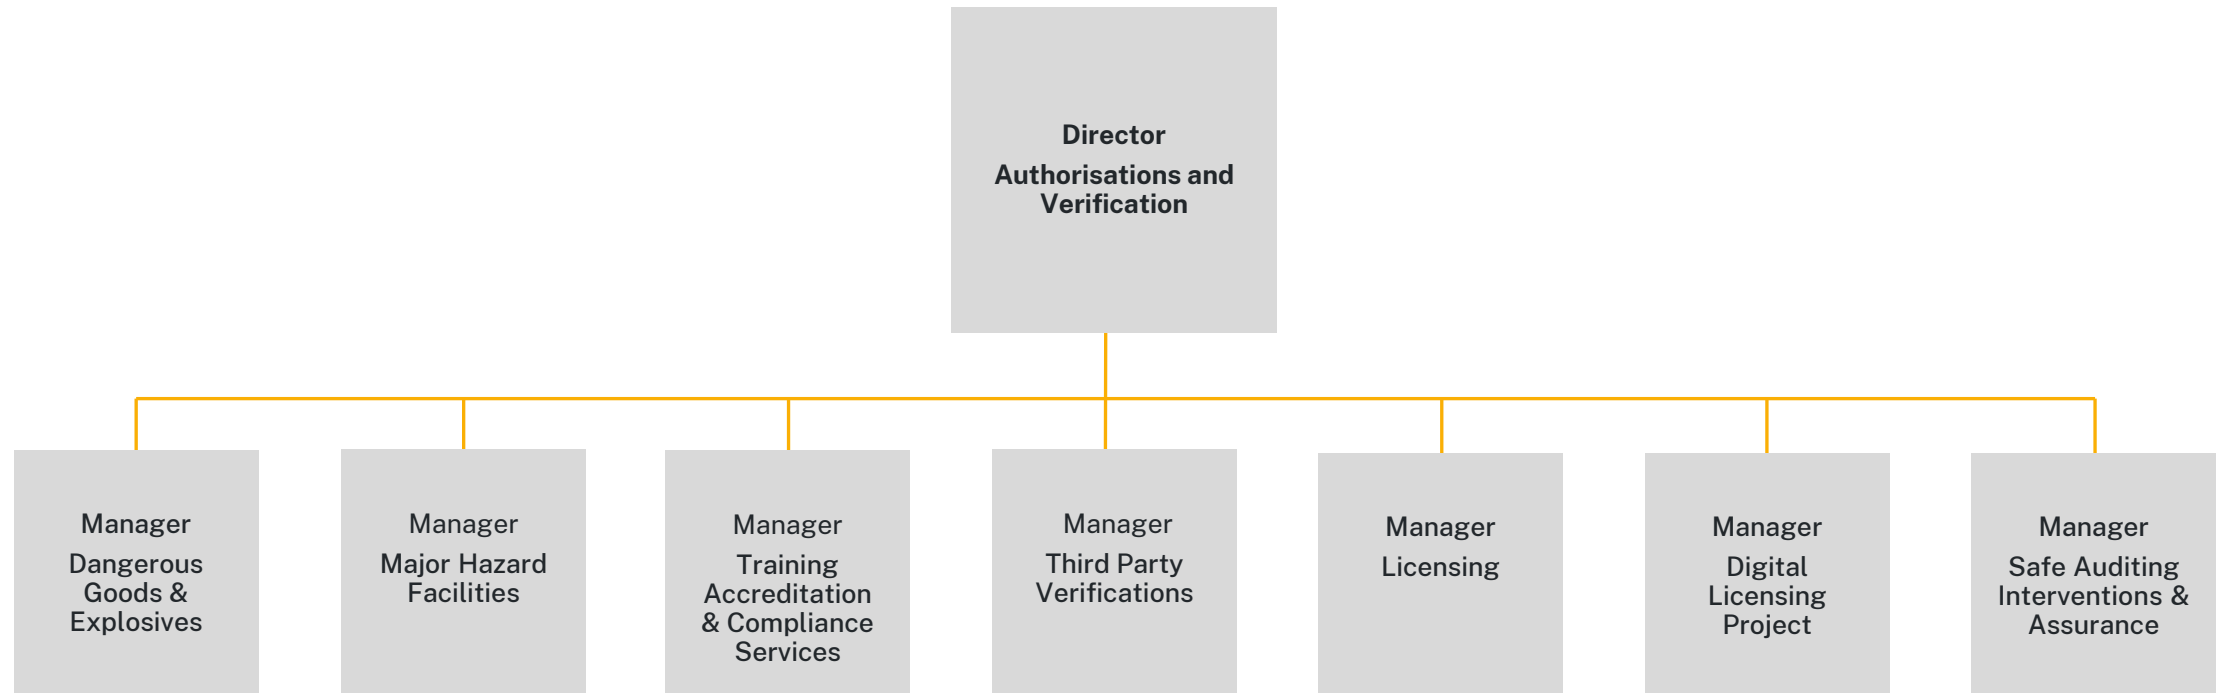 Director
Authorisations and
Verification
Manager
Dangerous
Goods &
Explosives
Manager
Major Hazard
Facilities
Manager
Training
Accreditation
& Compliance
Services
Manager
Third Party
Verifications
Manager
Licensing
Manager
Digital
Licensing
Project
Manager
Safe Auditing
Interventions &
Assurance